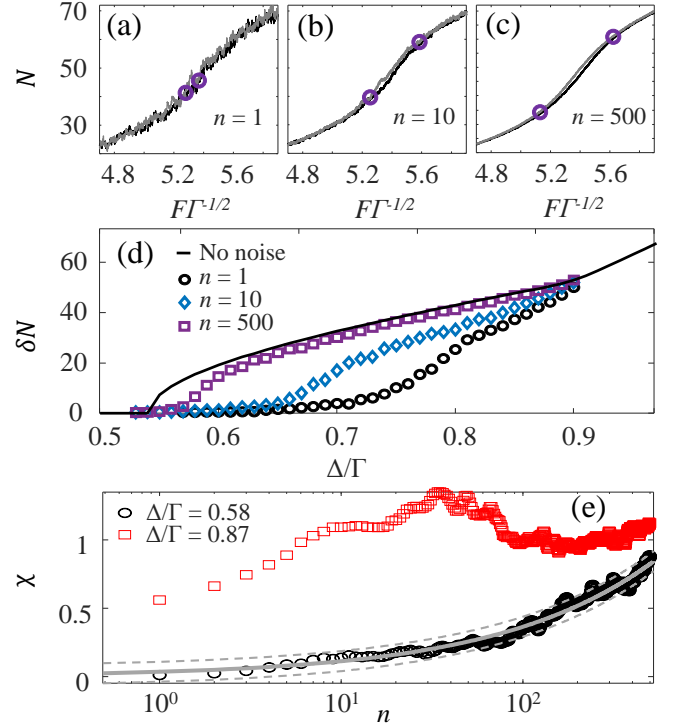 70
50
30
N
(a)
n = 1
(b)
n = 10
(c)
n = 500
4.8 5.2 5.6
4.8 5.2 5.6
4.8 5.2 5.6
FΓ^{-1/2}
FΓ^{-1/2}
FΓ^{-1/2}
(d)
No noise
n = 1
n = 10
n = 500
60
40
20
0
δN
0.5 0.6 0.7 0.8 0.9
Δ/Γ
(e)
Δ/Γ = 0.58
Δ/Γ = 0.87
1
0.5
0
χ
10^0 10^1 10^2
n